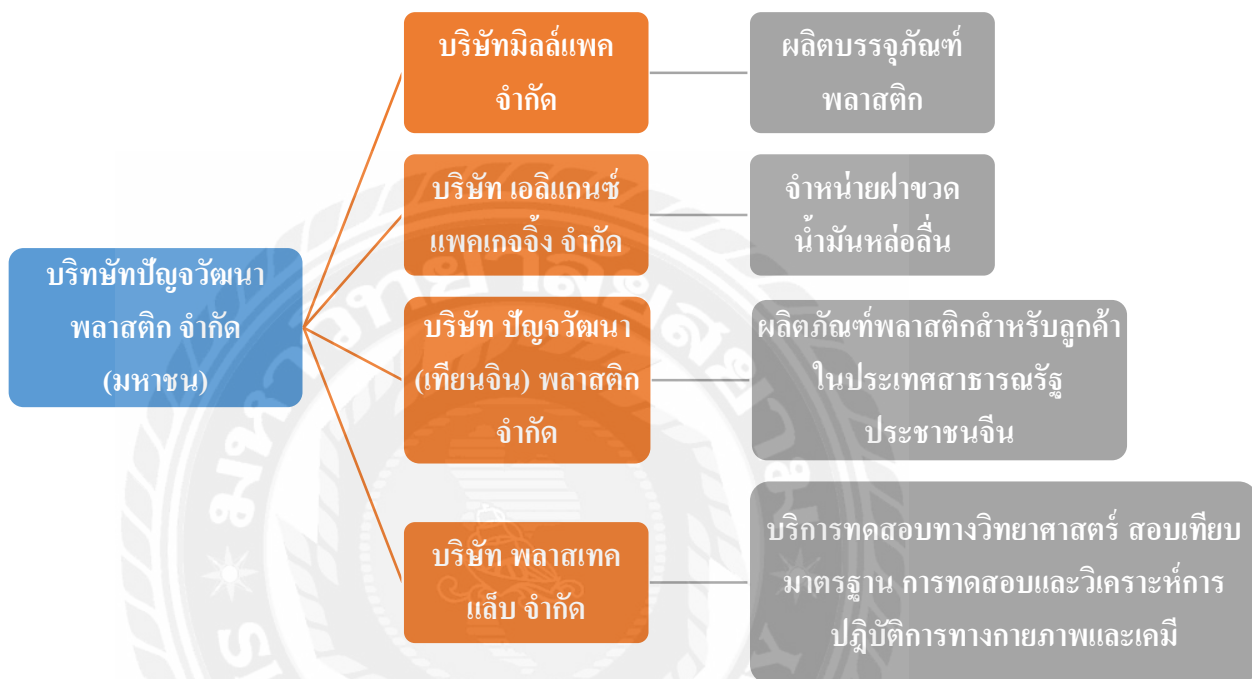 บริทษัทปัญจวัฒนา
พลาสติก จำกัด
(มหาชน)
บริษัทมิลล์แพค
จำกัด
ผลิตบรรจุภัณฑ์
พลาสติก
บริษัท เอลิแกนซ์
แพคเกจจิ้ง จำกัด
จำหน่ายฝาขวด
น้ำมันหล่อลื่น
บริษัท ปัญจวัฒนา
(เทียนจิน) พลาสติก
จำกัด
ผลิตภัณฑ์พลาสติกสำหรับลูกค้า
ในประเทศสาธารณรัฐ
ประชาชนจีน
บริษัท พลาสเทค
แล็บ จำกัด
บริการทดสอบทางวิทยาศาสตร์ สอบเทียบ
มาตรฐาน การทดสอบและวิเคราะห์การ
ปฎิบัติการทางกายภาพและเคมี
มหาวิทยาลัยสยาม